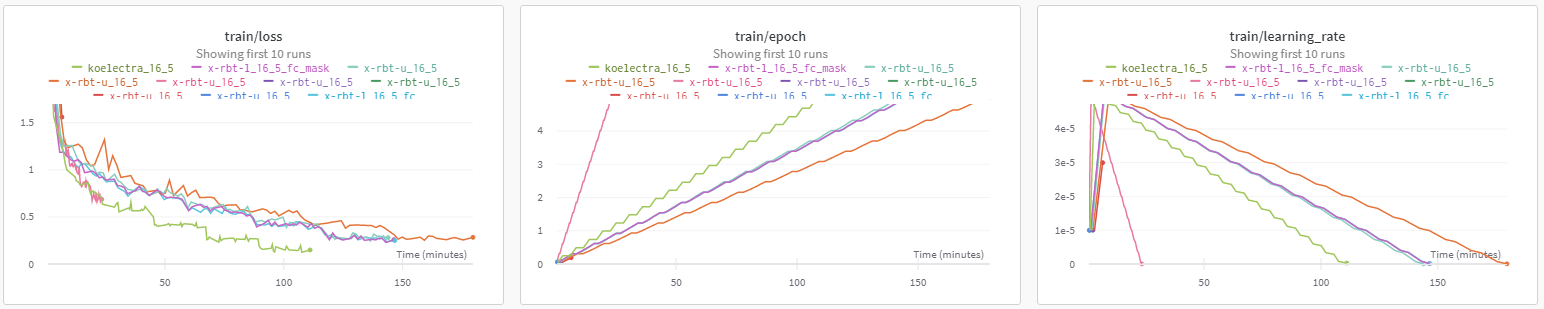 train/loss
Showing first 10 runs
koelectra_16_5 x-rbt-l_16_5_fc_mask x-rbt-u_16_5
x-rbt-u_16_5 x-rbt-u_16_5 x-rbt-u_16_5 x-rbt-u_16_5
x-rbt-u_16_5 x-rbt-u_16_5 x-rbt-l_16_5_fc
1.5
1
0.5
0
Time (minutes)
50 100 150
train/epoch
Showing first 10 runs
koelectra_16_5 x-rbt-l_16_5_fc_mask x-rbt-u_16_5
x-rbt-u_16_5 x-rbt-u_16_5 x-rbt-u_16_5 x-rbt-u_16_5
x-rbt-u_16_5 x-rbt-u_16_5 x-rbt-l_16_5_fc
4
3
2
1
0
Time (minutes)
50 100 150
train/learning_rate
Showing first 10 runs
koelectra_16_5 x-rbt-l_16_5_fc_mask x-rbt-u_16_5
x-rbt-u_16_5 x-rbt-u_16_5 x-rbt-u_16_5 x-rbt-u_16_5
x-rbt-u_16_5 x-rbt-u_16_5 x-rbt-l_16_5_fc
4e-5
3e-5
2e-5
1e-5
0
Time (minutes)
50 100 150